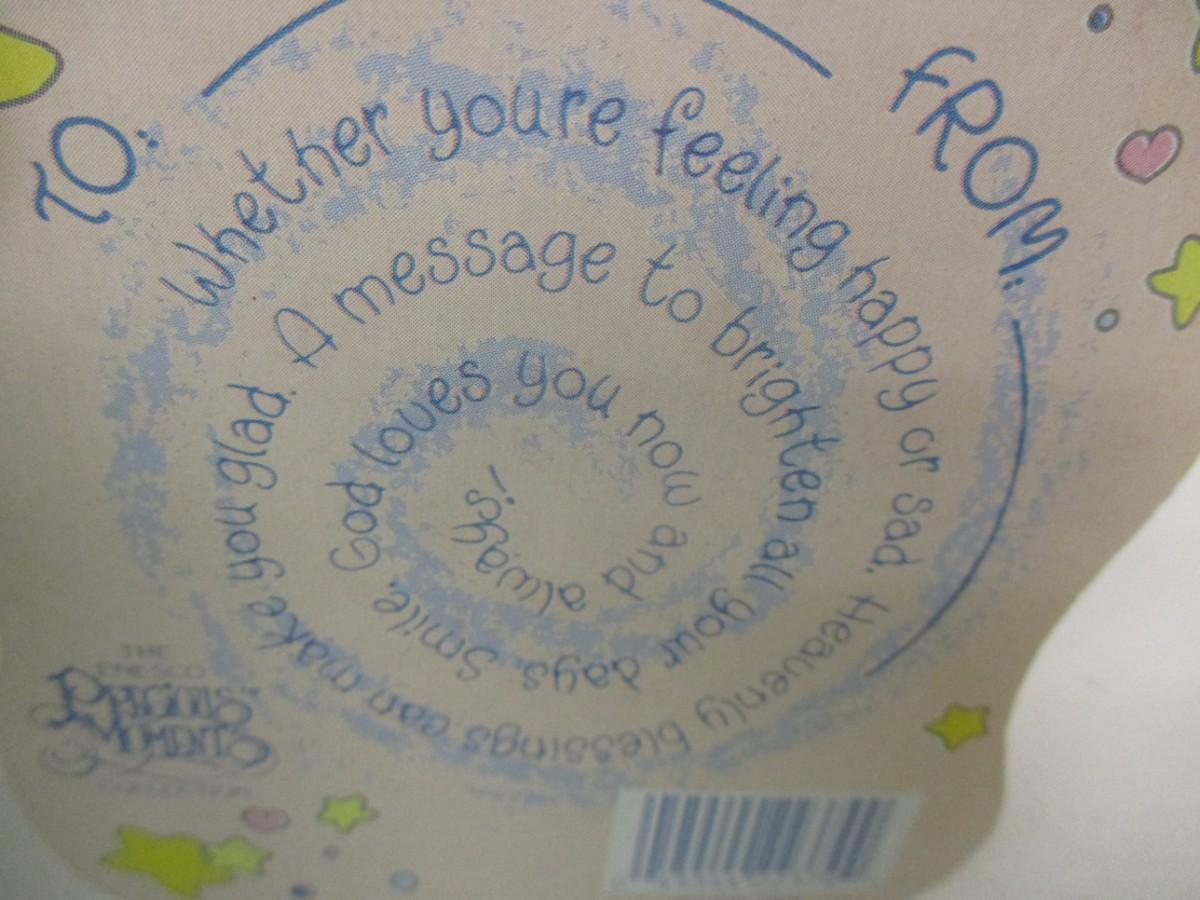 TO:
FROM:
Whether youre feeling happy or sad. Heavenly blessings can make you glad. A message to brighten all your days. Smile, God loves you now and always!
THE
ENESCO
PRECIOUS
MOMENTS
COLLECTION